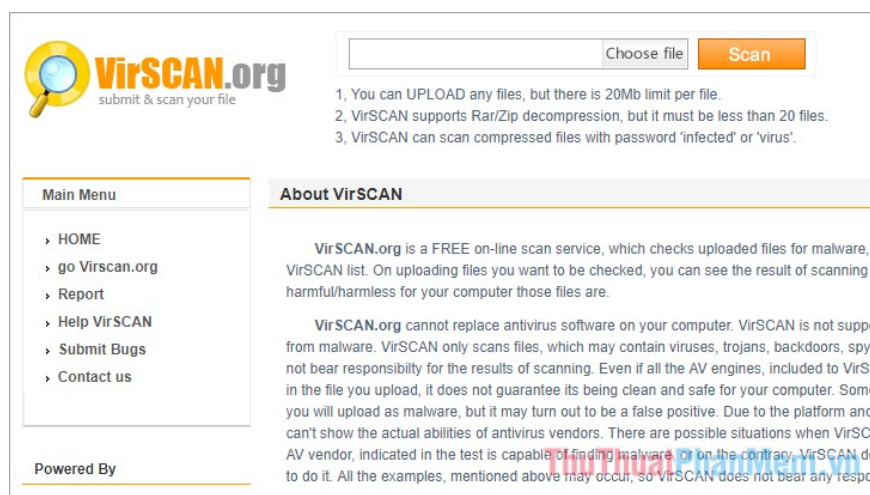 VirSCAN.org
submit & scan your file
Choose file
Scan
1, You can UPLOAD any files, but there is 20Mb limit per file.
2, VirSCAN supports Rar/Zip decompression, but it must be less than 20 files.
3, VirSCAN can scan compressed files with password 'infected' or 'virus'.
Main Menu
HOME
go Virscan.org
Report
Help VirSCAN
Submit Bugs
Contact us
Powered By
About VirSCAN
VirSCAN.org is a FREE on-line scan service, which checks uploaded files for malware,
VirSCAN list. On uploading files you want to be checked, you can see the result of scanning
harmful/harmless for your computer those files are.
VirSCAN.org cannot replace antivirus software on your computer. VirSCAN is not supp
from malware. VirSCAN only scans files, which may contain viruses, trojans, backdoors, spy
not bear responsibilty for the results of scanning. Even if all the AV engines, included to VirS
in the file you upload, it does not guarantee its being clean and safe for your computer. Som
you will upload as malware, but it may turn out to be a false positive. Due to the platform and
can't show the actual abilities of antivirus vendors. There are possible situations when VirSC
AV vendor, indicated in the test is capable of finding malware, or on the contrary, VirSCAN d
to do it. All the examples, mentioned above may occur, so VirSCAN does not bear any respo
ThuThuatPhanMem.vn